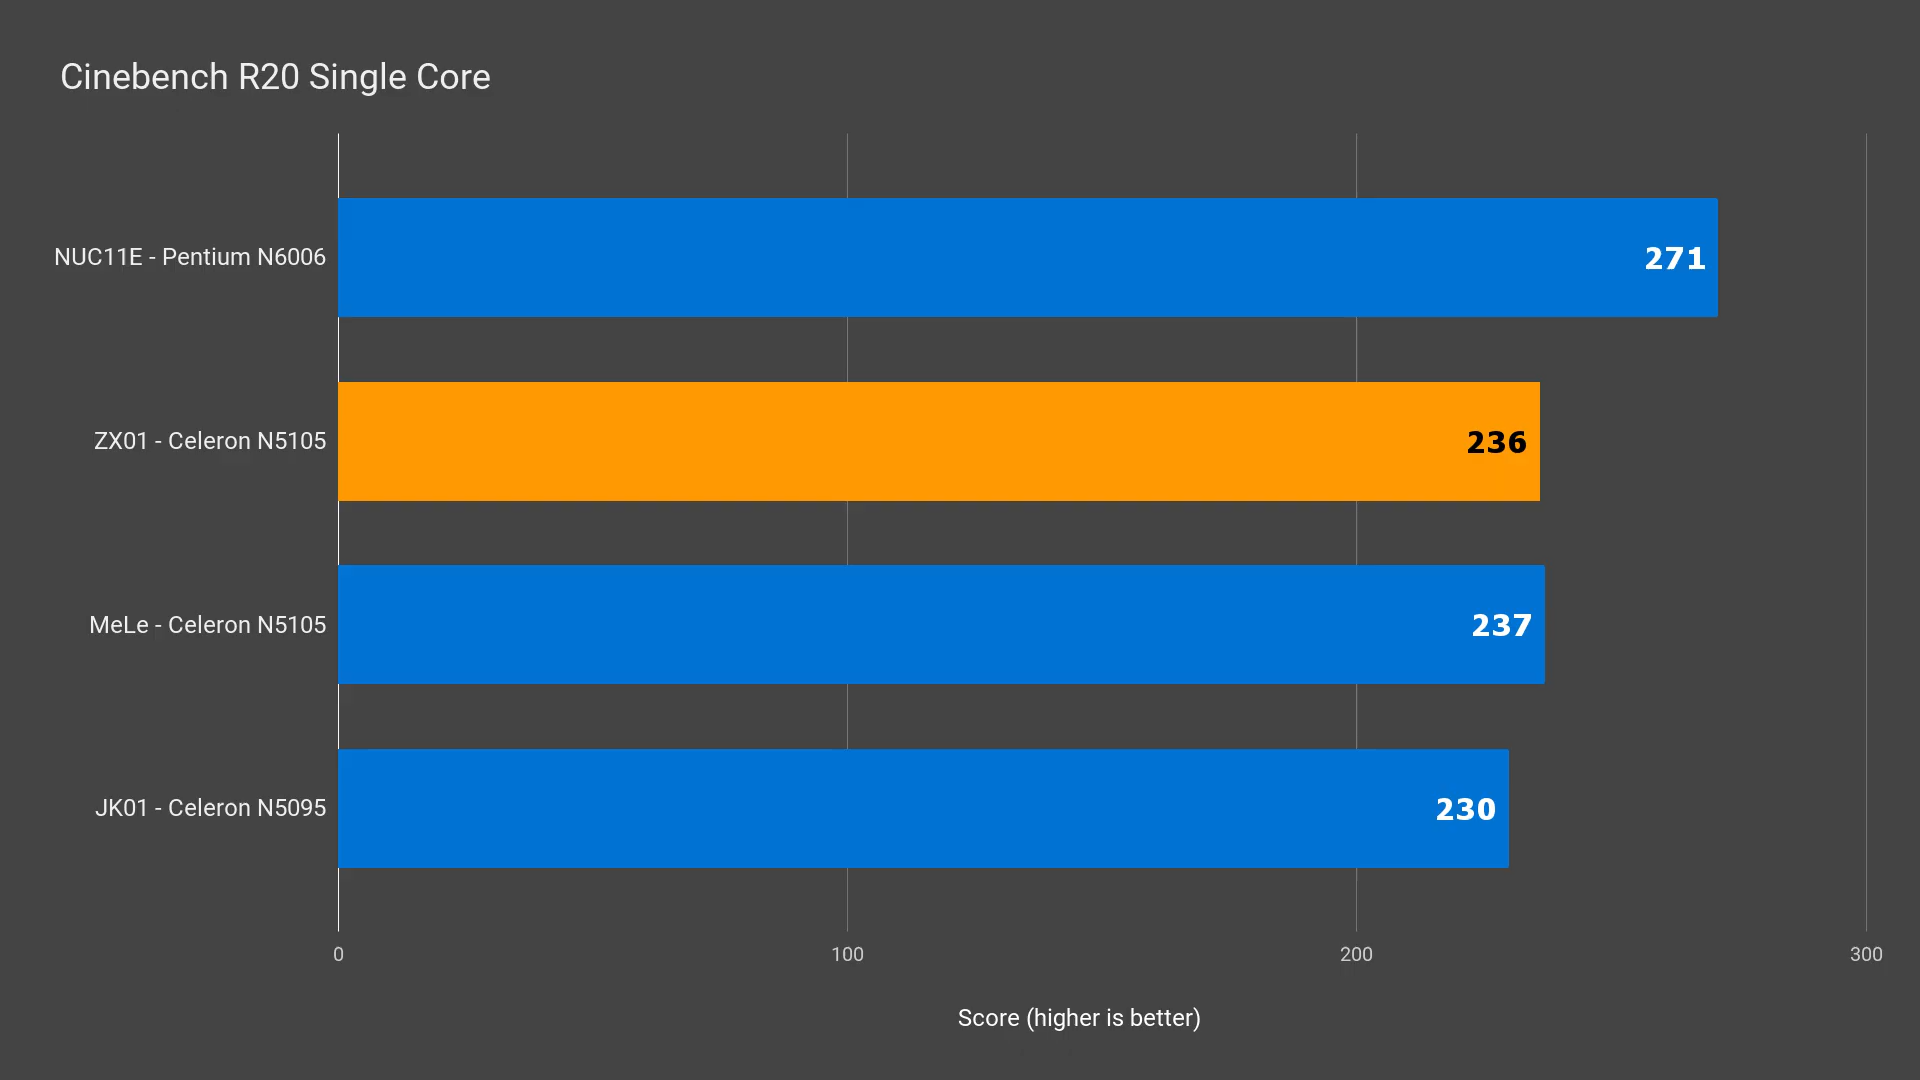 Cinebench R20 Single Core
NUC11E - Pentium N6006
271
ZX01 - Celeron N5105
236
MeLe - Celeron N5105
237
JK01 - Celeron N5095
230
0
100
200
300
Score (higher is better)